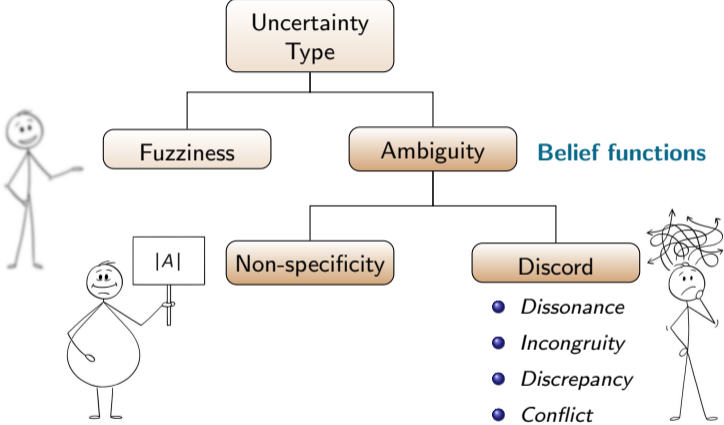 Uncertainty
Type
Fuzziness
Ambiguity
Belief functions
|A|
Non-specificity
Discord
Dissonance
Incongruity
Discrepancy
Conflict